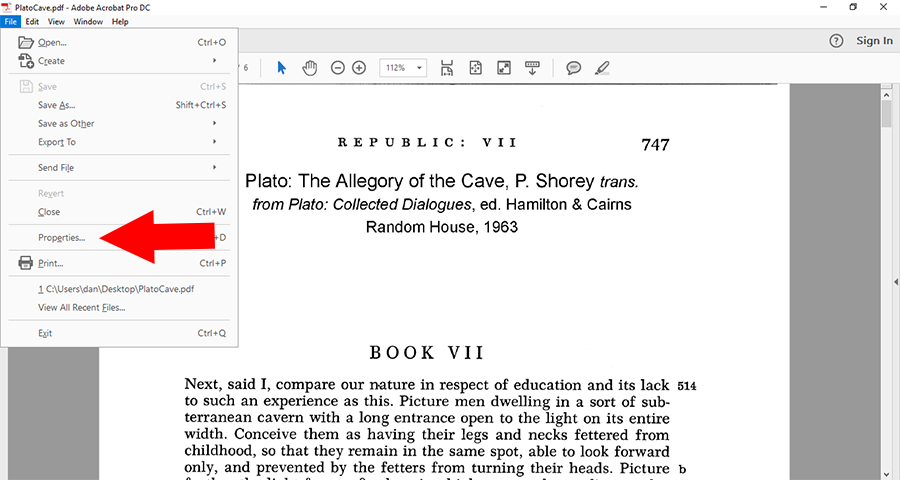 PlatoCave.pdf - Adobe Acrobat Pro DC
File Edit View Window Help
Open... Ctrl+O
Create
Save Ctrl+S
Save As... Shift+Ctrl+S
Save as Other
Export To
Send File
Revert
Close Ctrl+W
Properties... +D
Print... Ctrl+P
1 C:\Users\dan\Desktop\PlatoCave.pdf
View All Recent Files...
Exit Ctrl+Q
? Sign In
/ 6 112%
REPUBLIC: VII 747
Plato: The Allegory of the Cave, P. Shorey trans.
from Plato: Collected Dialogues, ed. Hamilton & Cairns
Random House, 1963
BOOK VII
Next, said I, compare our nature in respect of education and its lack 514
to such an experience as this. Picture men dwelling in a sort of sub-
terranean cavern with a long entrance open to the light on its entire
width. Conceive them as having their legs and necks fettered from
childhood, so that they remain in the same spot, able to look forward
only, and prevented by the fetters from turning their heads. Picture b